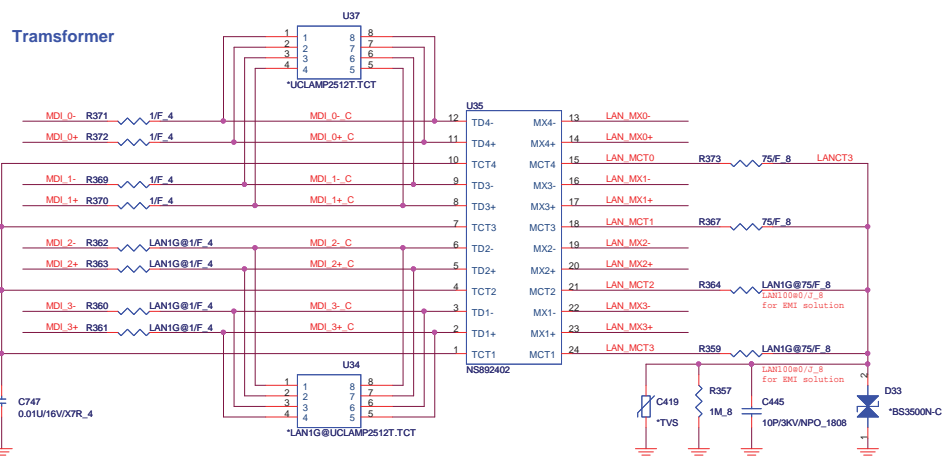 Tramsformer
U37
1 1 8 8
2 2 7 7
3 3 6 6
4 4 5 5
*UCLAMP2512T.TCT
U35
MDI_0- R371 1/F_4 MDI_0-_C 12 TD4- MX4- 13 LAN_MX0-
MDI_0+ R372 1/F_4 MDI_0+_C 11 TD4+ MX4+ 14 LAN_MX0+
10 TCT4 MCT4 15 LAN_MCT0 R373 75/F_8 LANCT3
MDI_1- R369 1/F_4 MDI_1-_C 9 TD3- MX3- 16 LAN_MX1-
MDI_1+ R370 1/F_4 MDI_1+_C 8 TD3+ MX3+ 17 LAN_MX1+
7 TCT3 MCT3 18 LAN_MCT1 R367 75/F_8
MDI_2- R362 LAN1G@1/F_4 MDI_2-_C 6 TD2- MX2- 19 LAN_MX2-
MDI_2+ R363 LAN1G@1/F_4 MDI_2+_C 5 TD2+ MX2+ 20 LAN_MX2+
4 TCT2 MCT2 21 LAN_MCT2 R364 LAN1G@75/F_8
LAN100@0/J_8
for EMI solution
MDI_3- R360 LAN1G@1/F_4 MDI_3-_C 3 TD1- MX1- 22 LAN_MX3-
MDI_3+ R361 LAN1G@1/F_4 MDI_3+_C 2 TD1+ MX1+ 23 LAN_MX3+
1 TCT1 MCT1 24 LAN_MCT3 R359 LAN1G@75/F_8
LAN100@0/J_8
for EMI solution
NS892402
U34
1 1 8 8
2 2 7 7
3 3 6 6
4 4 5 5
*LAN1G@UCLAMP2512T.TCT
C747
0.01U/16V/X7R_4
C419
*TVS
R357
1M_8
C445
10P/3KV/NPO_1808
2
D33
*BS3500N-C
1